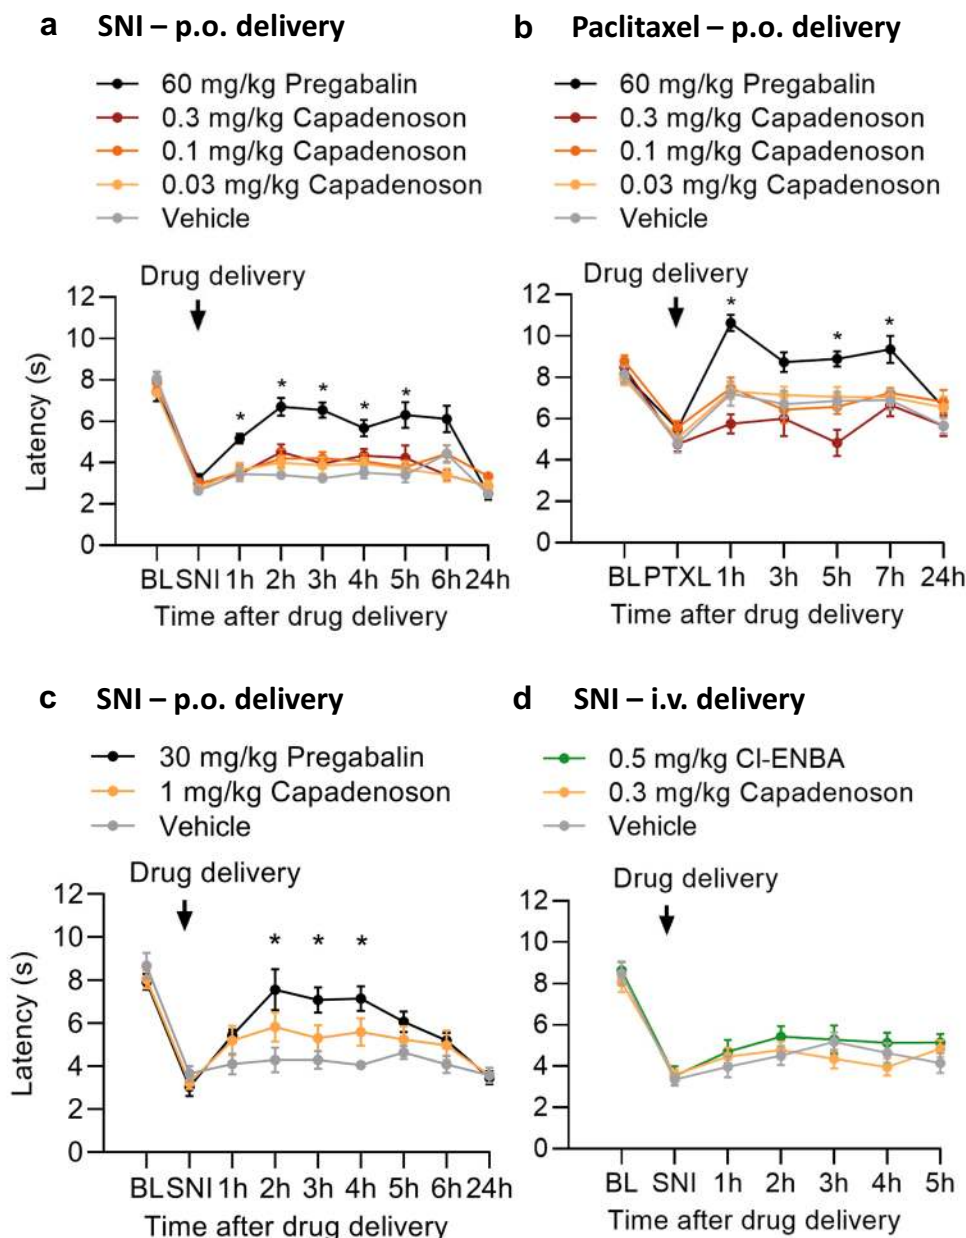 a SNI – p.o. delivery
60 mg/kg Pregabalin
0.3 mg/kg Capadenoson
0.1 mg/kg Capadenoson
0.03 mg/kg Capadenoson
Vehicle
Drug delivery
12
10
8
6
4
2
0
Latency (s)
* * * * *
BL SNI 1h 2h 3h 4h 5h 6h 24h
Time after drug delivery
b Paclitaxel – p.o. delivery
60 mg/kg Pregabalin
0.3 mg/kg Capadenoson
0.1 mg/kg Capadenoson
0.03 mg/kg Capadenoson
Vehicle
Drug delivery
12
10
8
6
4
2
0
* * *
BL PTXL 1h 3h 5h 7h 24h
Time after drug delivery
c SNI – p.o. delivery
30 mg/kg Pregabalin
1 mg/kg Capadenoson
Vehicle
Drug delivery
12
10
8
6
4
2
0
Latency (s)
* * *
BL SNI 1h 2h 3h 4h 5h 6h 24h
Time after drug delivery
d SNI – i.v. delivery
0.5 mg/kg Cl-ENBA
0.3 mg/kg Capadenoson
Vehicle
Drug delivery
12
10
8
6
4
2
0
BL SNI 1h 2h 3h 4h 5h
Time after drug delivery